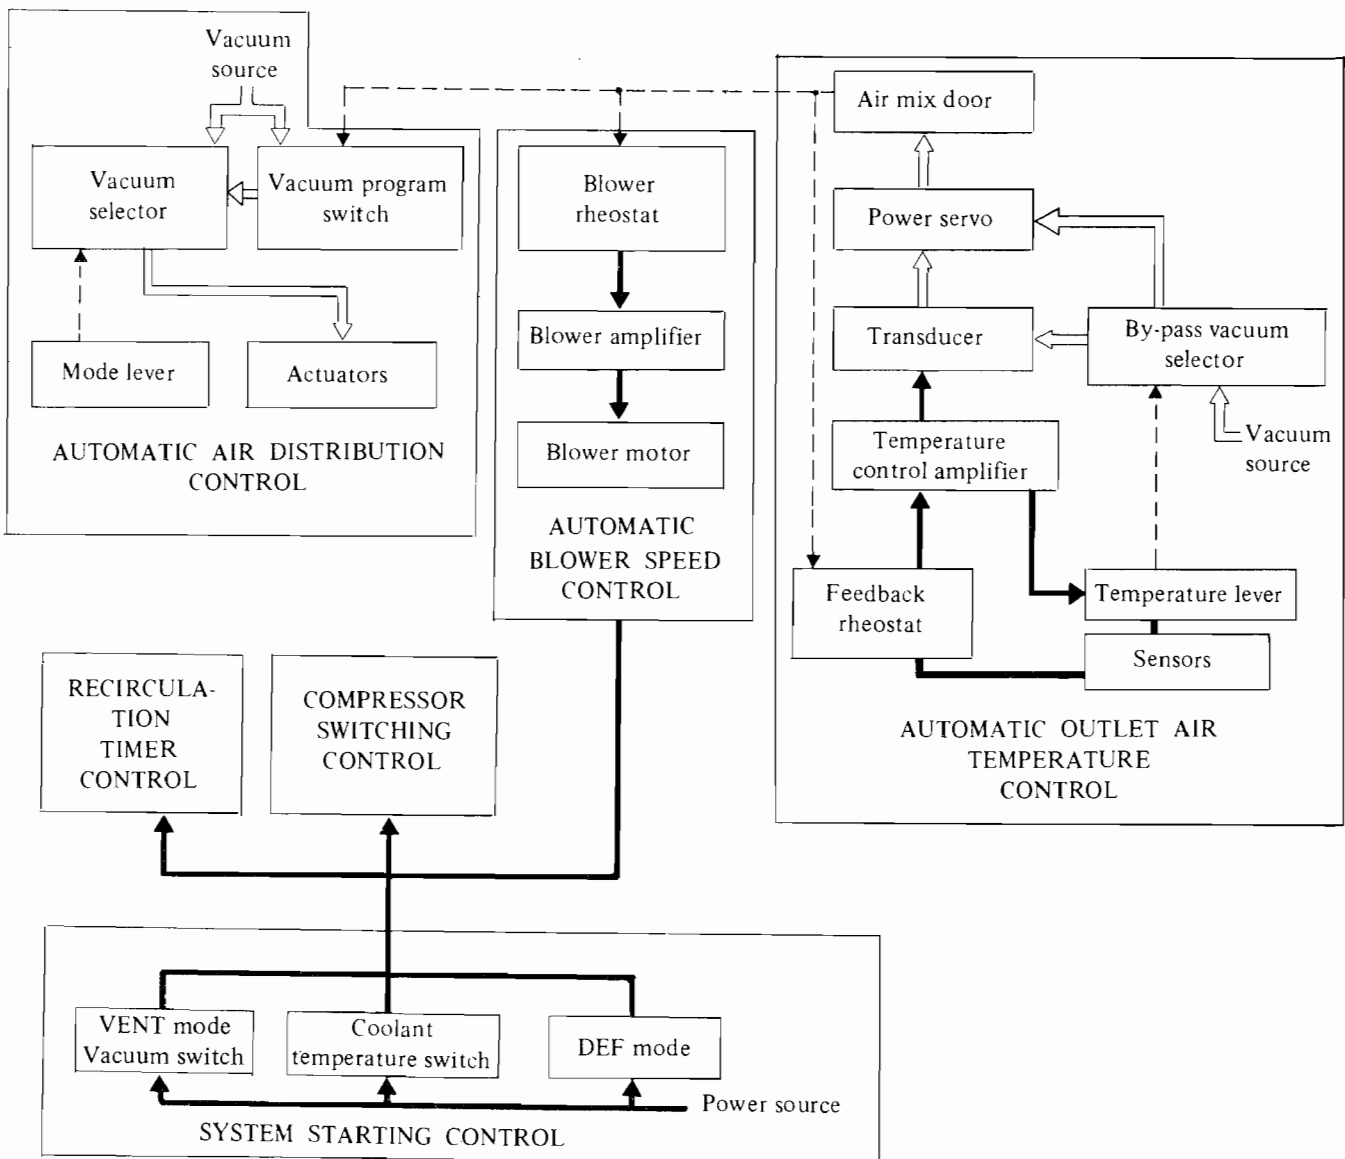 Vacuum
source
Vacuum
selector
Vacuum program
switch
Mode lever
Actuators
AUTOMATIC AIR DISTRIBUTION
CONTROL
Blower
rheostat
Blower amplifier
Blower motor
AUTOMATIC
BLOWER SPEED
CONTROL
Air mix door
Power servo
Transducer
By-pass vacuum
selector
Temperature
control amplifier
Vacuum
source
Feedback
rheostat
Temperature lever
Sensors
AUTOMATIC OUTLET AIR
TEMPERATURE
CONTROL
RECIRCULA-
TION
TIMER
CONTROL
COMPRESSOR
SWITCHING
CONTROL
VENT mode
Vacuum switch
Coolant
temperature switch
DEF mode
Power source
SYSTEM STARTING CONTROL